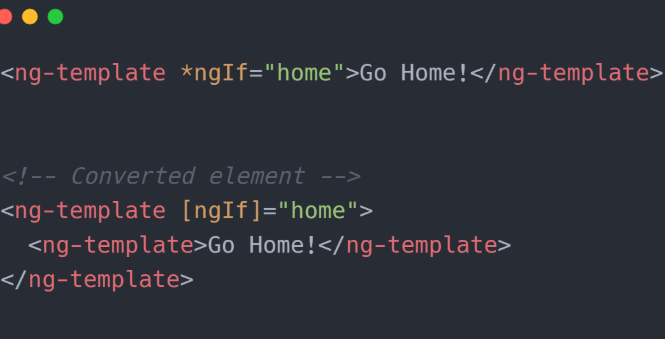 <ng-template *ngIf="home">Go Home!</ng-template>
<!-- Converted element -->
<ng-template [ngIf]="home">
  <ng-template>Go Home!</ng-template>
</ng-template>